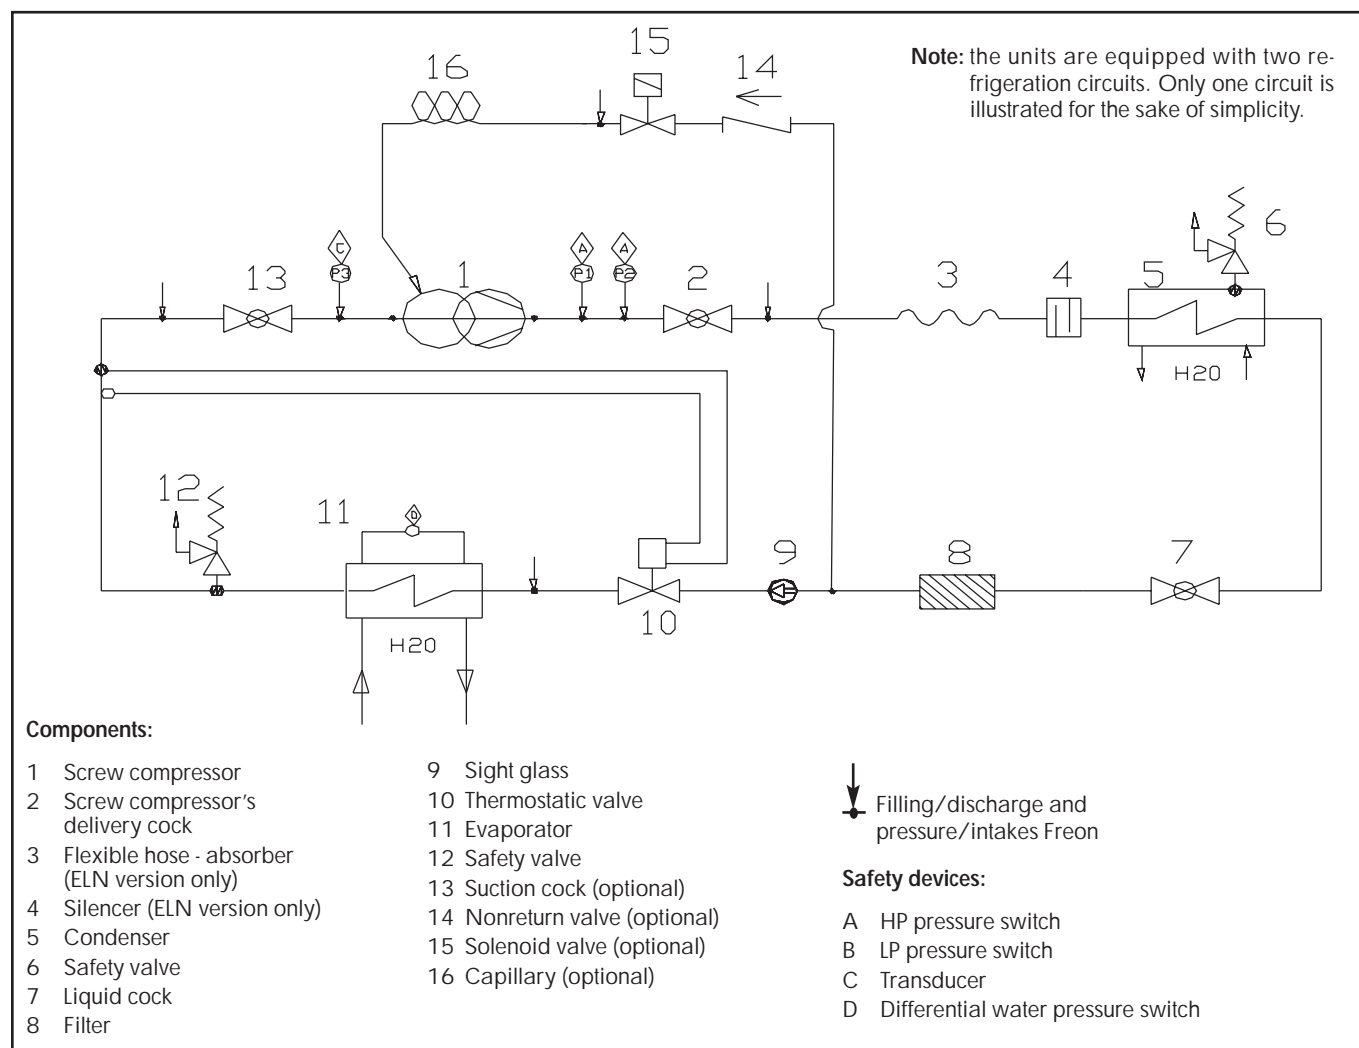 15
16
14
Note: the units are equipped with two re-
frigeration circuits. Only one circuit is
illustrated for the sake of simplicity.
6
C
A
A
13
P3
1
P1
P2
2
3
4
5
H20
12
11
D
9
8
7
10
H20
Components:
1 Screw compressor
2 Screw compressor's
delivery cock
3 Flexible hose - absorber
(ELN version only)
4 Silencer (ELN version only)
5 Condenser
6 Safety valve
7 Liquid cock
8 Filter
9 Sight glass
10 Thermostatic valve
11 Evaporator
12 Safety valve
13 Suction cock (optional)
14 Nonreturn valve (optional)
15 Solenoid valve (optional)
16 Capillary (optional)
Filling/discharge and
pressure/intakes Freon
Safety devices:
A HP pressure switch
B LP pressure switch
C Transducer
D Differential water pressure switch